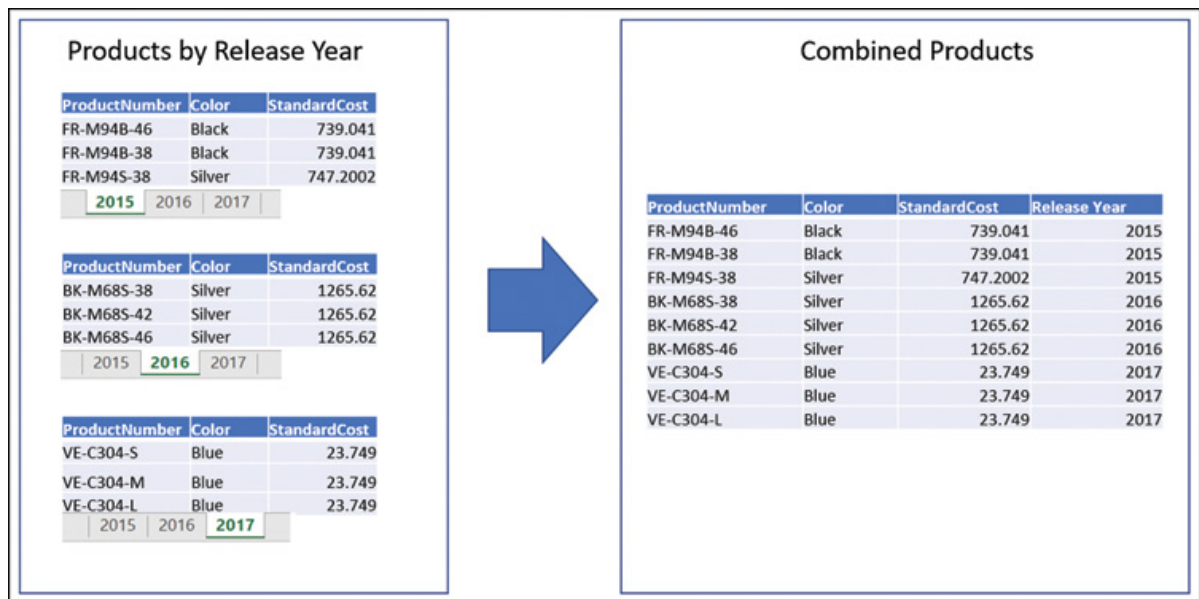 Products by Release Year
ProductNumber Color StandardCost
FR-M94B-46 Black 739.041
FR-M94B-38 Black 739.041
FR-M94S-38 Silver 747.2002
2015 2016 2017
ProductNumber Color StandardCost
BK-M68S-38 Silver 1265.62
BK-M68S-42 Silver 1265.62
BK-M68S-46 Silver 1265.62
2015 2016 2017
ProductNumber Color StandardCost
VE-C304-S Blue 23.749
VE-C304-M Blue 23.749
VE-C304-L Blue 23.749
2015 2016 2017
Combined Products
ProductNumber Color StandardCost Release Year
FR-M94B-46 Black 739.041 2015
FR-M94B-38 Black 739.041 2015
FR-M94S-38 Silver 747.2002 2015
BK-M68S-38 Silver 1265.62 2016
BK-M68S-42 Silver 1265.62 2016
BK-M68S-46 Silver 1265.62 2016
VE-C304-S Blue 23.749 2017
VE-C304-M Blue 23.749 2017
VE-C304-L Blue 23.749 2017